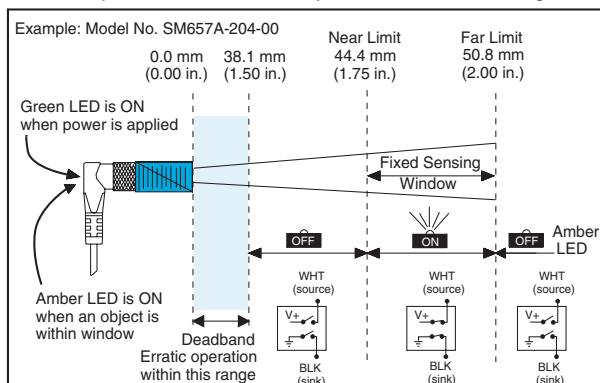 Example: Model No. SM657A-204-00
0.0 mm
(0.00 in.)
38.1 mm
(1.50 in.)
Near Limit
44.4 mm
(1.75 in.)
Far Limit
50.8 mm
(2.00 in.)
Green LED is ON
when power is applied
Fixed Sensing
Window
OFF
ON
OFF
Amber
LED
Amber LED is ON
when an object is
within window
Deadband
Erratic operation
within this range
WHT
(source)
V+
BLK
(sink)
WHT
(source)
V+
BLK
(sink)
WHT
(source)
V+
BLK
(sink)